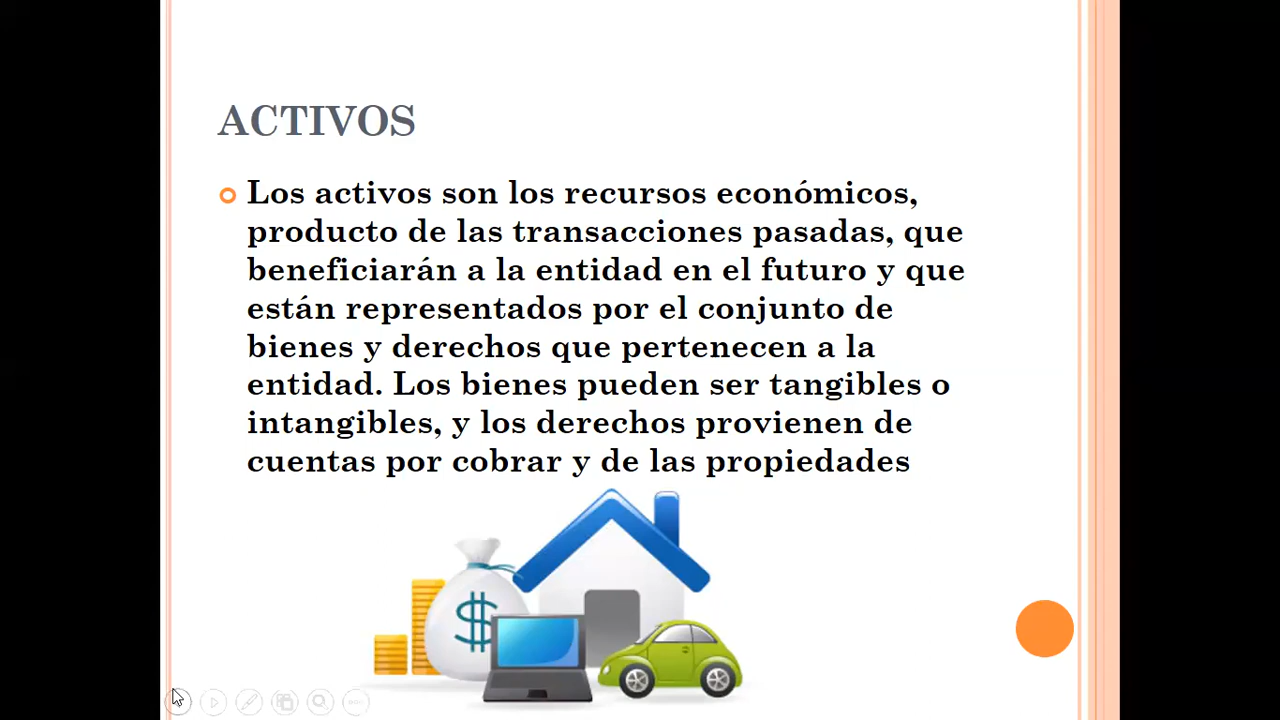 ACTIVOS
Los activos son los recursos económicos,
producto de las transacciones pasadas, que
beneficiarán a la entidad en el futuro y que
están representados por el conjunto de
bienes y derechos que pertenecen a la
entidad. Los bienes pueden ser tangibles o
intangibles, y los derechos provienen de
cuentas por cobrar y de las propiedades
$